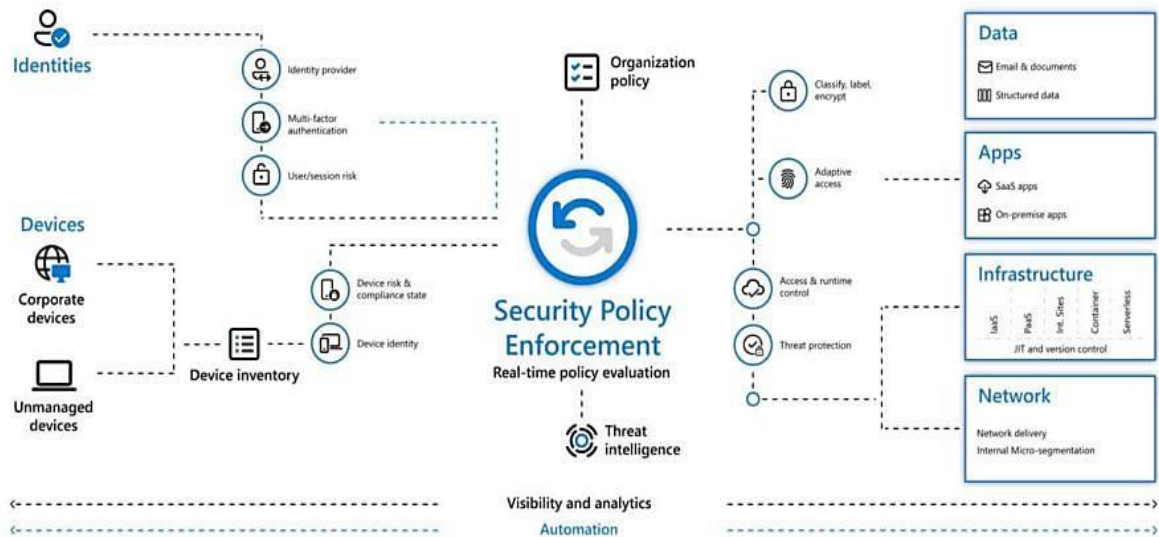 Identities
Identity provider
Multi-factor
authentication
User/session risk
Devices
Corporate
devices
Unmanaged
devices
Device inventory
Device risk &
compliance state
Device identity
Organization
policy
Security Policy
Enforcement
Real-time policy evaluation
Threat
intelligence
Classify, label,
encrypt
Adaptive
access
Access & runtime
control
Threat protection
Data
Email & documents
Structured data
Apps
SaaS apps
On-premise apps
Infrastructure
IaaS
PaaS
Int. Sites
Container
Serverless
JIT and version control
Network
Network delivery
Internal Micro-segmentation
Visibility and analytics
Automation